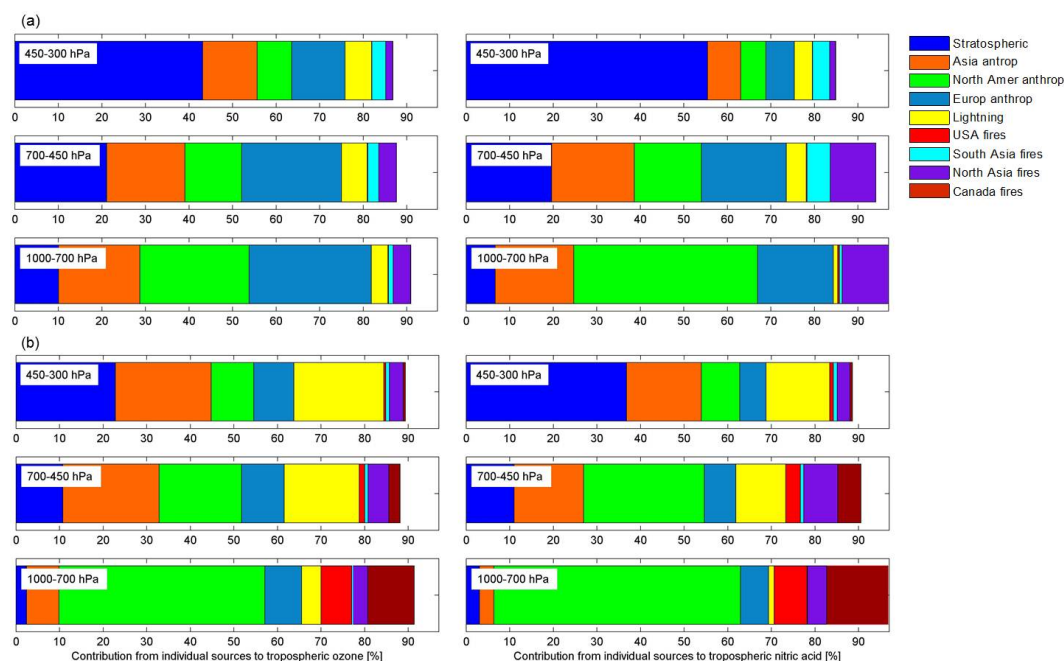 (a)
450-300 hPa
0 10 20 30 40 50 60 70 80 90
450-300 hPa
0 10 20 30 40 50 60 70 80 90
Stratospheric
Asia antrop
North Amer anthrop
Europ anthrop
Lightning
USA fires
South Asia fires
North Asia fires
Canada fires
700-450 hPa
0 10 20 30 40 50 60 70 80 90
700-450 hPa
0 10 20 30 40 50 60 70 80 90
1000-700 hPa
0 10 20 30 40 50 60 70 80 90
1000-700 hPa
0 10 20 30 40 50 60 70 80 90
(b)
450-300 hPa
0 10 20 30 40 50 60 70 80 90
450-300 hPa
0 10 20 30 40 50 60 70 80 90
700-450 hPa
0 10 20 30 40 50 60 70 80 90
700-450 hPa
0 10 20 30 40 50 60 70 80 90
1000-700 hPa
0 10 20 30 40 50 60 70 80 90
Contribution from individual sources to tropospheric ozone [%]
1000-700 hPa
0 10 20 30 40 50 60 70 80 90
Contribution from individual sources to tropospheric nitric acid [%]